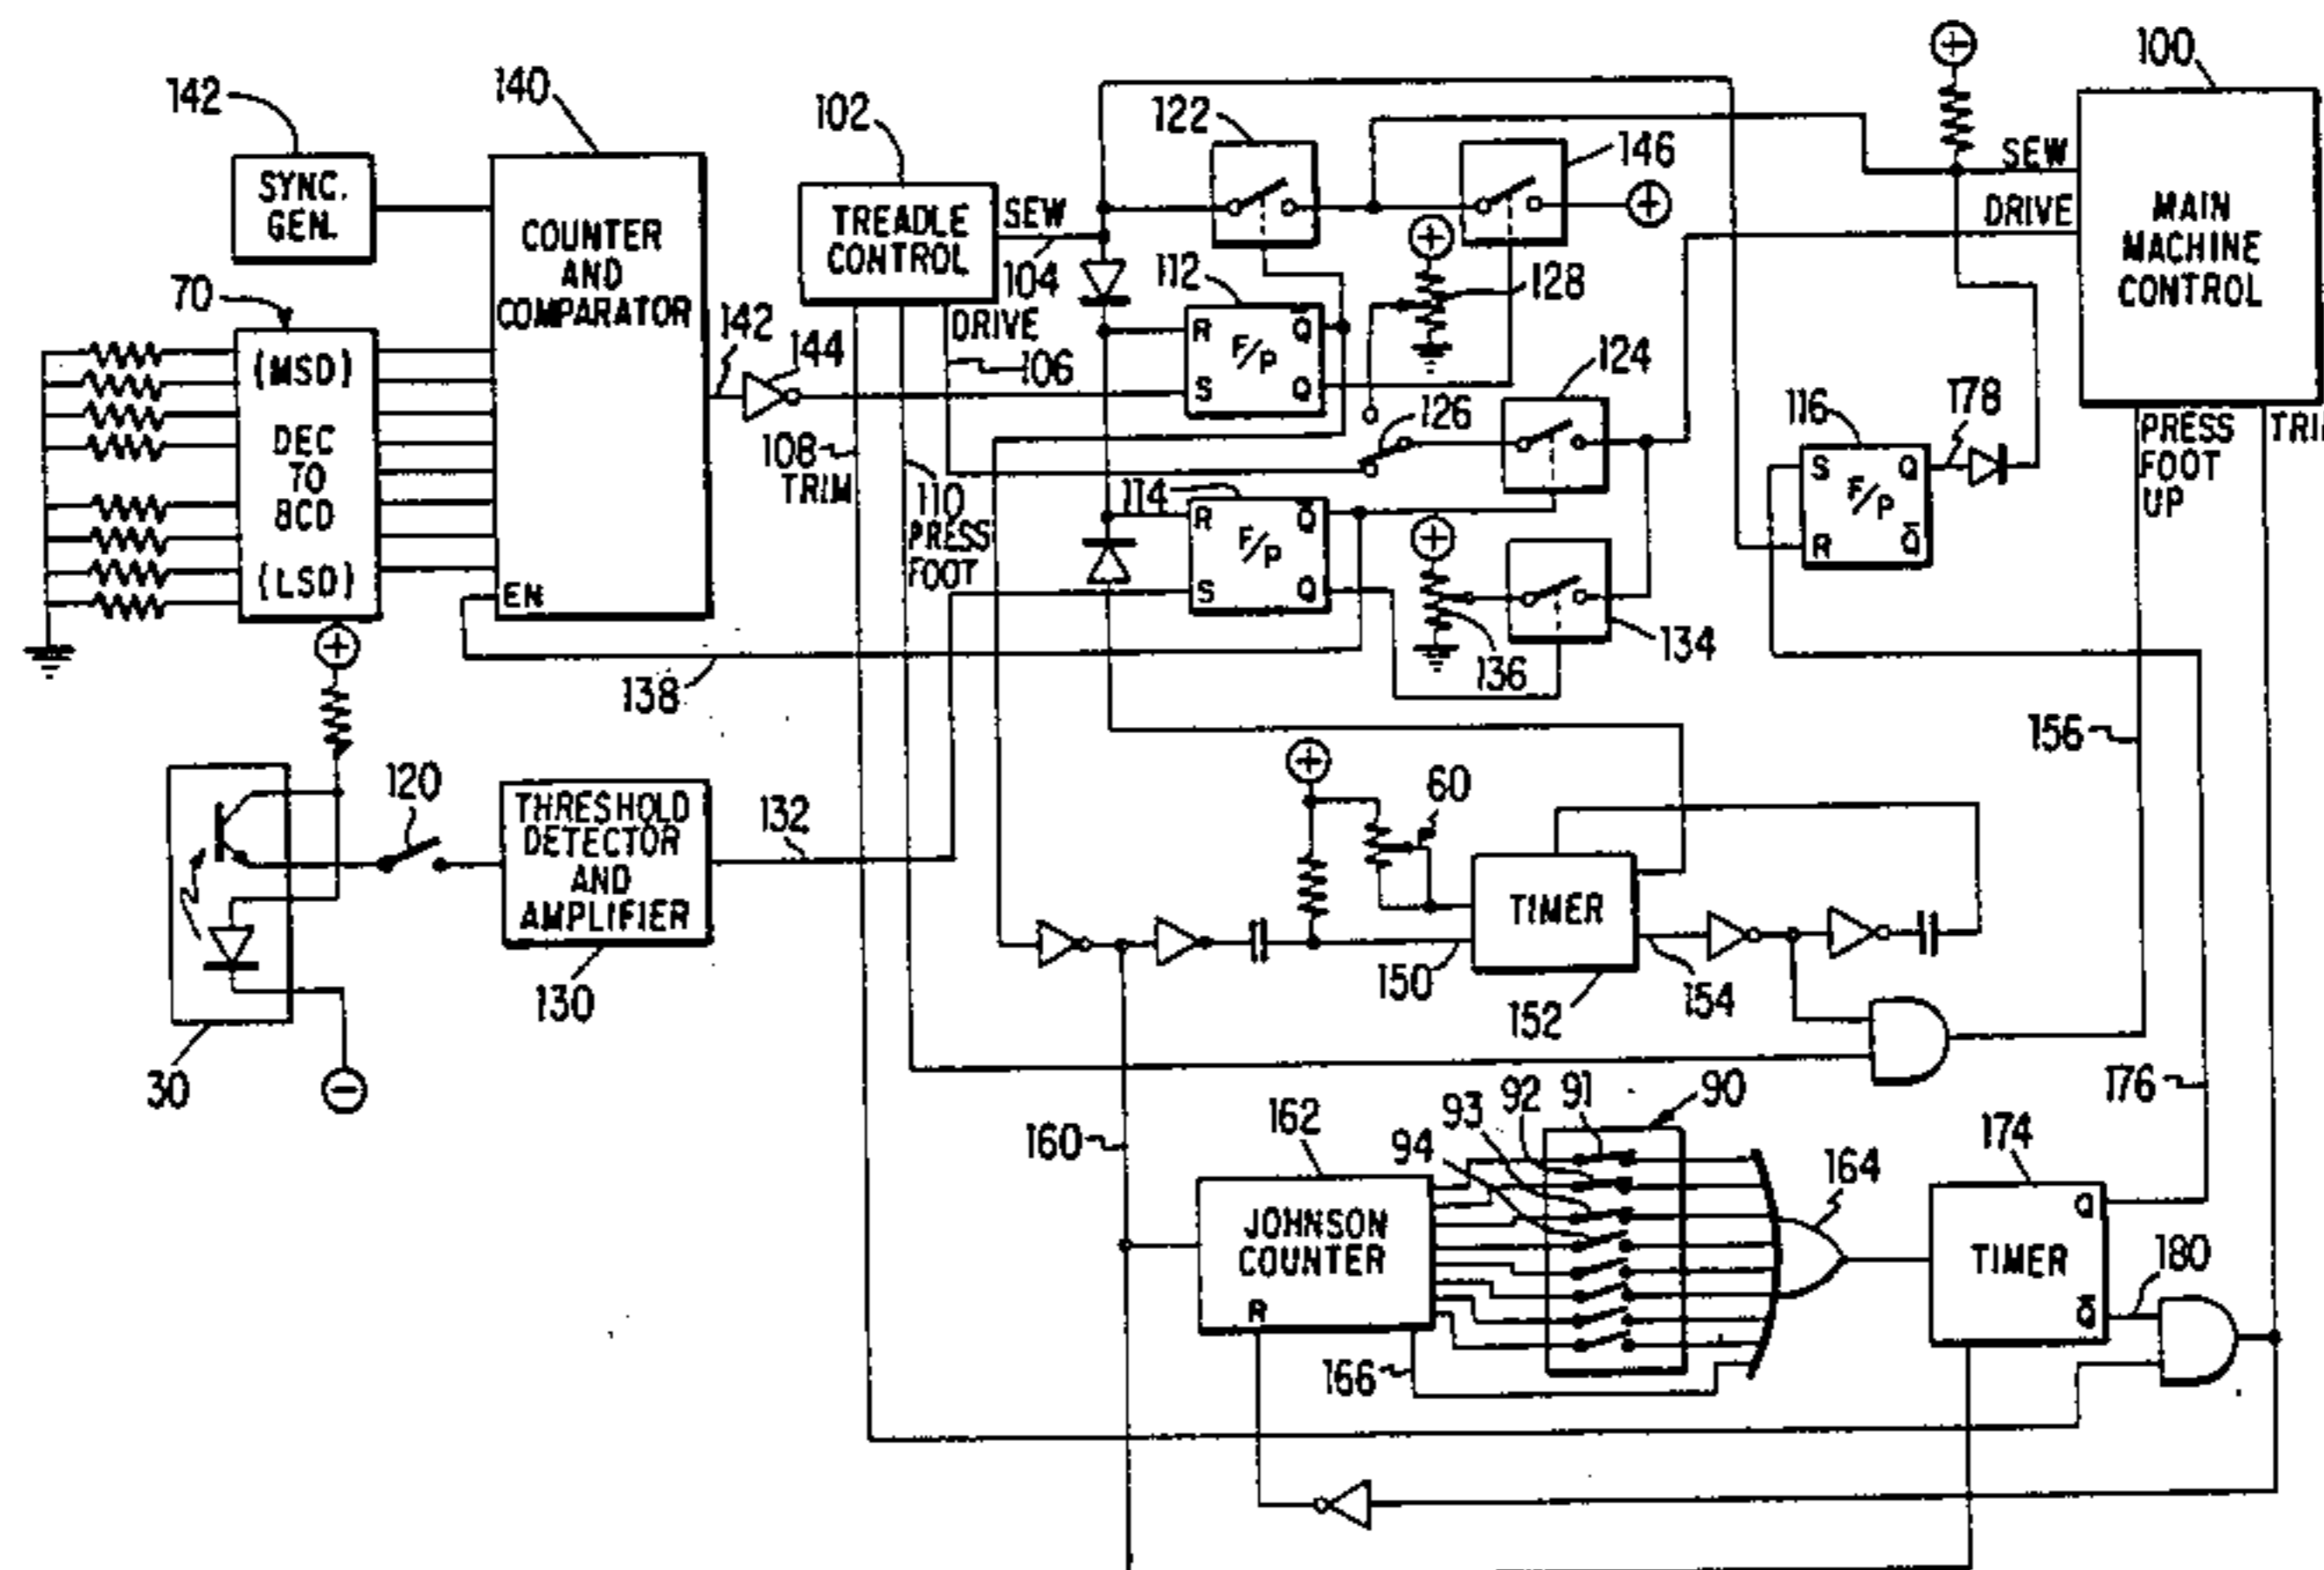 142
SYNC.
GEN.
140
COUNTER
AND
COMPARATOR
EN
70
(MSD)
DEC
TO
BCD
(LSD)
142
144
138
102
TREADLE
CONTROL
SEW
104
DRIVE
106
108
TRIM
110
PRESS
FOOT
122
146
112
R
F/P
S
Q̅
Q
128
124
126
114
R
F/P
S
Q̅
Q
136
134
100
SEW
DRIVE
MAIN
MACHINE
CONTROL
PRESS
FOOT
UP
116
S
F/P
R
Q
Q̅
178
156
176
30
120
THRESHOLD
DETECTOR
AND
AMPLIFIER
130
132
60
TIMER
150
152
154
160
162
JOHNSON
COUNTER
R
166
94
93
92
91
90
164
174
TIMER
Q
Q̅
180